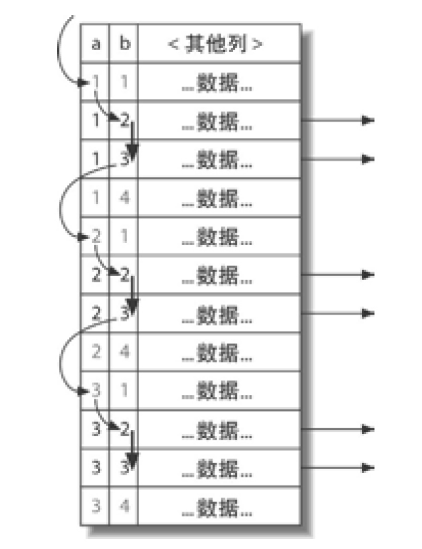 a b <其他列>
1 1 ...数据...
1 2 ...数据...
1 3 ...数据...
1 4 ...数据...
2 1 ...数据...
2 2 ...数据...
2 3 ...数据...
2 4 ...数据...
3 1 ...数据...
3 2 ...数据...
3 3 ...数据...
3 4 ...数据...